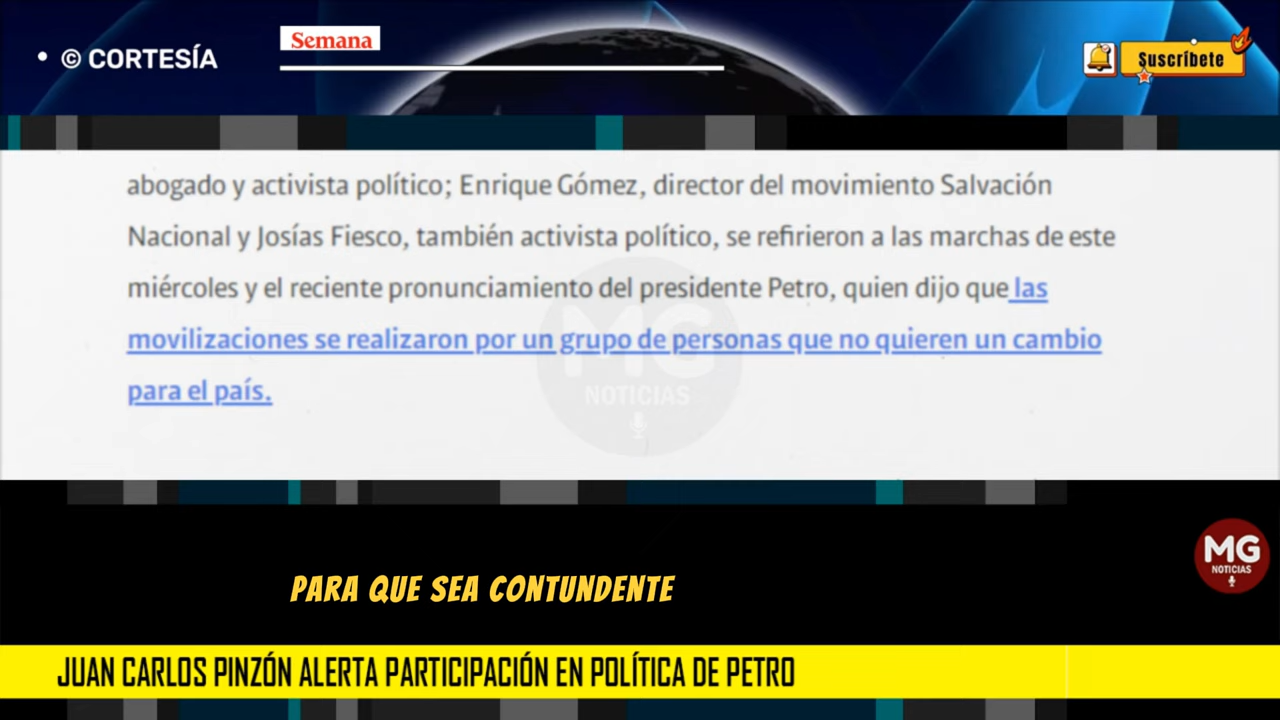 © CORTESÍA
Semana
Suscríbete
abogado y activista político; Enrique Gómez, director del movimiento Salvación
Nacional y Josías Fiesco, también activista político, se refirieron a las marchas de este
miércoles y el reciente pronunciamiento del presidente Petro, quien dijo que las
movilizaciones se realizaron por un grupo de personas que no quieren un cambio
para el país.
MG
NOTICIAS
MG
NOTICIAS
PARA QUE SEA CONTUNDENTE
JUAN CARLOS PINZÓN ALERTA PARTICIPACIÓN EN POLÍTICA DE PETRO